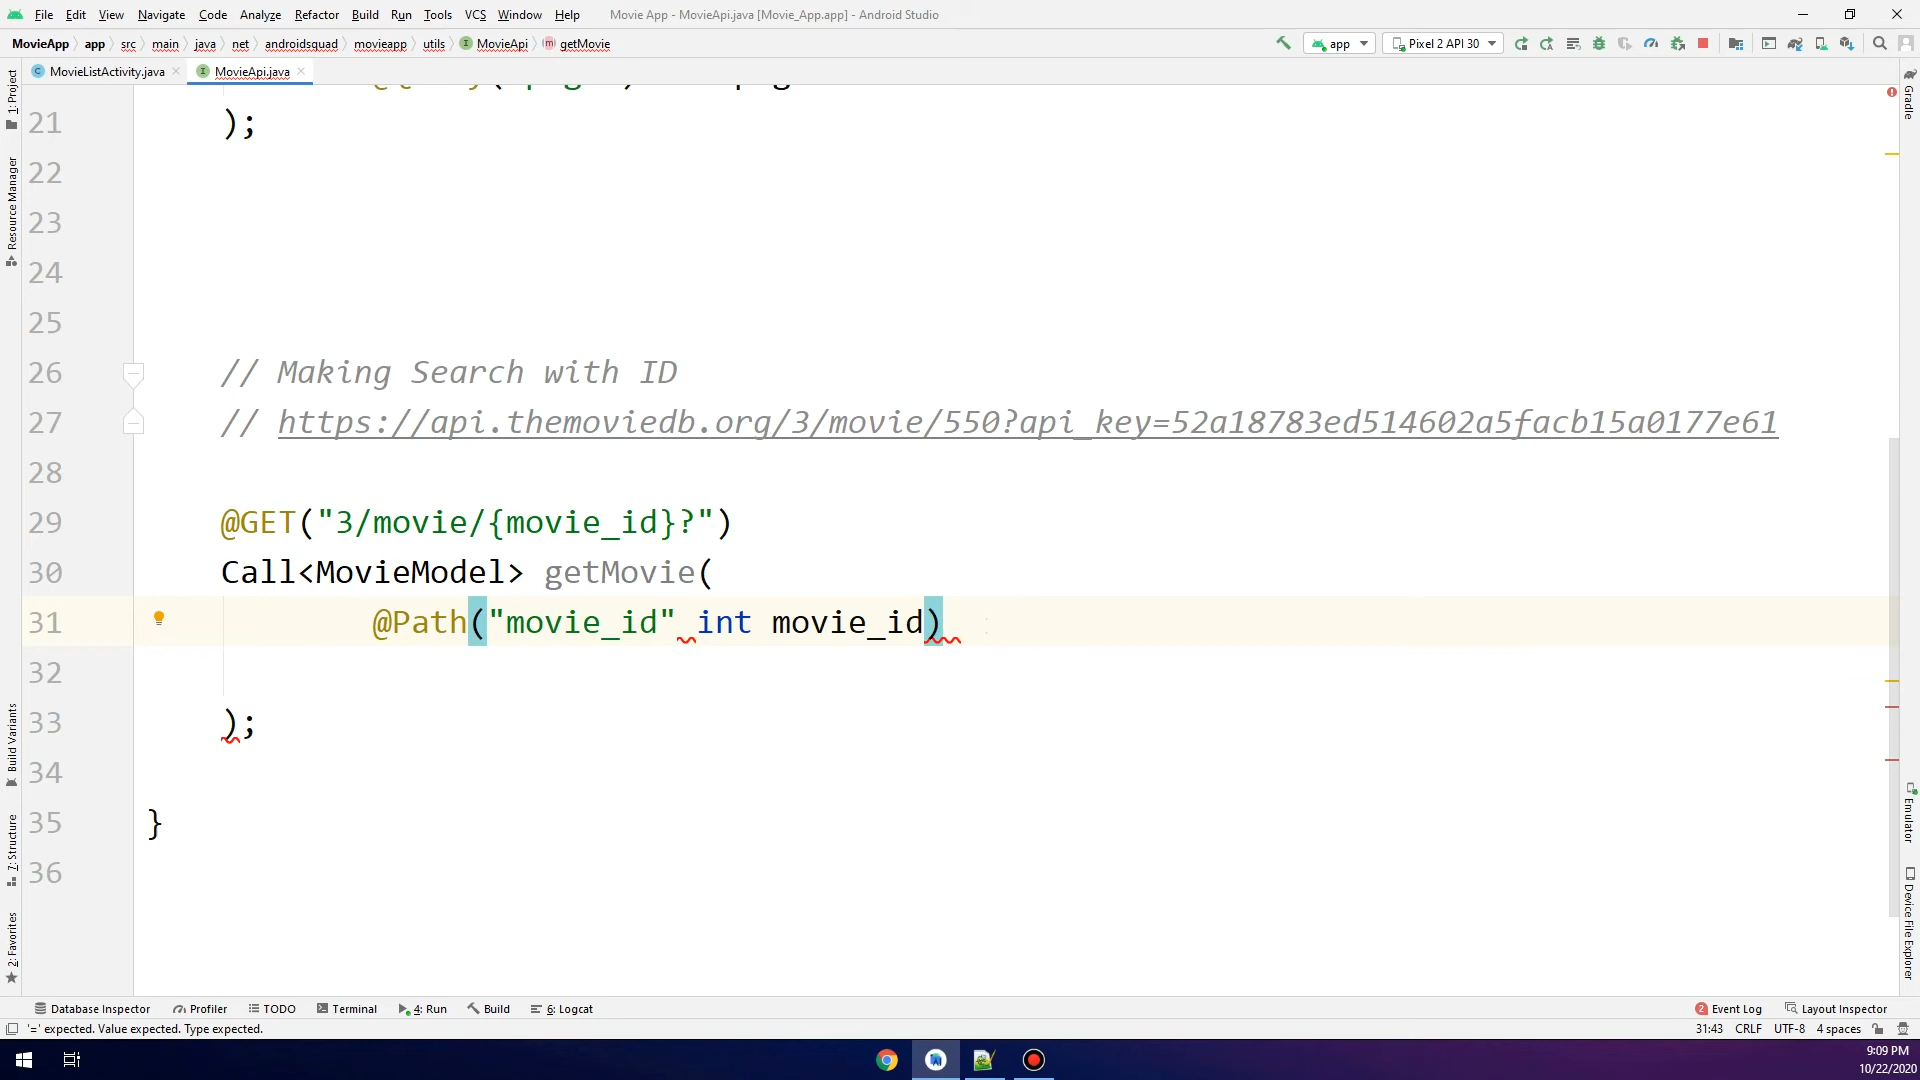 File Edit View Navigate Code Analyze Refactor Build Run Tools VCS Window Help Movie App - MovieApi.java [Movie_App.app] - Android Studio
MovieApp app src main java net androidsquad movieapp utils MovieApi getMovie app Pixel 2 API 30
MovieListActivity.java MovieApi.java
1: Project
Resource Manager
Build Variants
7: Structure
2: Favorites
21 );
22
23
24
25
26 // Making Search with ID
27 // https://api.themoviedb.org/3/movie/550?api_key=52a18783ed514602a5facb15a0177e61
28
29 @GET("3/movie/{movie_id}?")
30 Call<MovieModel> getMovie(
31 @Path("movie_id" int movie_id)
32
33 );
34
35 }
36
Gradle
Emulator
Device File Explorer
Database Inspector Profiler TODO Terminal 4: Run Build 6: Logcat 2 Event Log Layout Inspector
'=' expected. Value expected. Type expected. 31:43 CRLF UTF-8 4 spaces
9:09 PM
10/22/2020